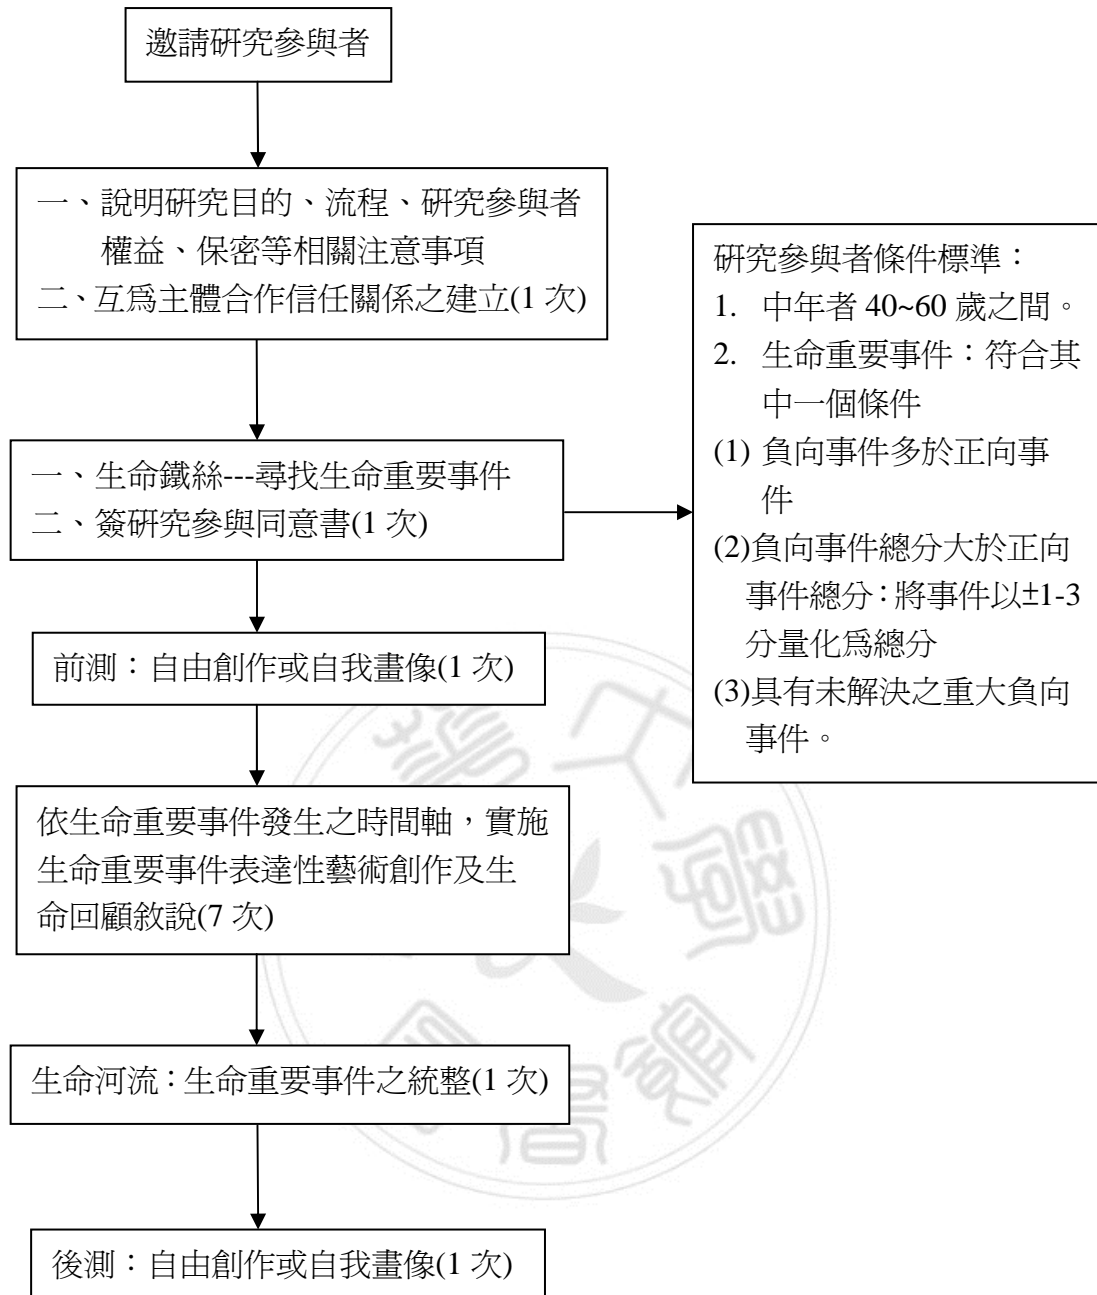 邀請研究參與者
一、說明研究目的、流程、研究參與者
權益、保密等相關注意事項
二、互為主體合作信任關係之建立(1 次)
一、生命鐵絲---尋找生命重要事件
二、簽研究參與同意書(1 次)
研究參與者條件標準：
1. 中年者 40~60 歲之間。
2. 生命重要事件：符合其
中一個條件
(1) 負向事件多於正向事
件
(2)負向事件總分大於正向
事件總分：將事件以±1-3
分量化為總分
(3)具有未解決之重大負向
事件。
前測：自由創作或自我畫像(1 次)
依生命重要事件發生之時間軸，實施
生命重要事件表達性藝術創作及生
命回顧敘說(7 次)
生命河流：生命重要事件之統整(1 次)
後測：自由創作或自我畫像(1 次)